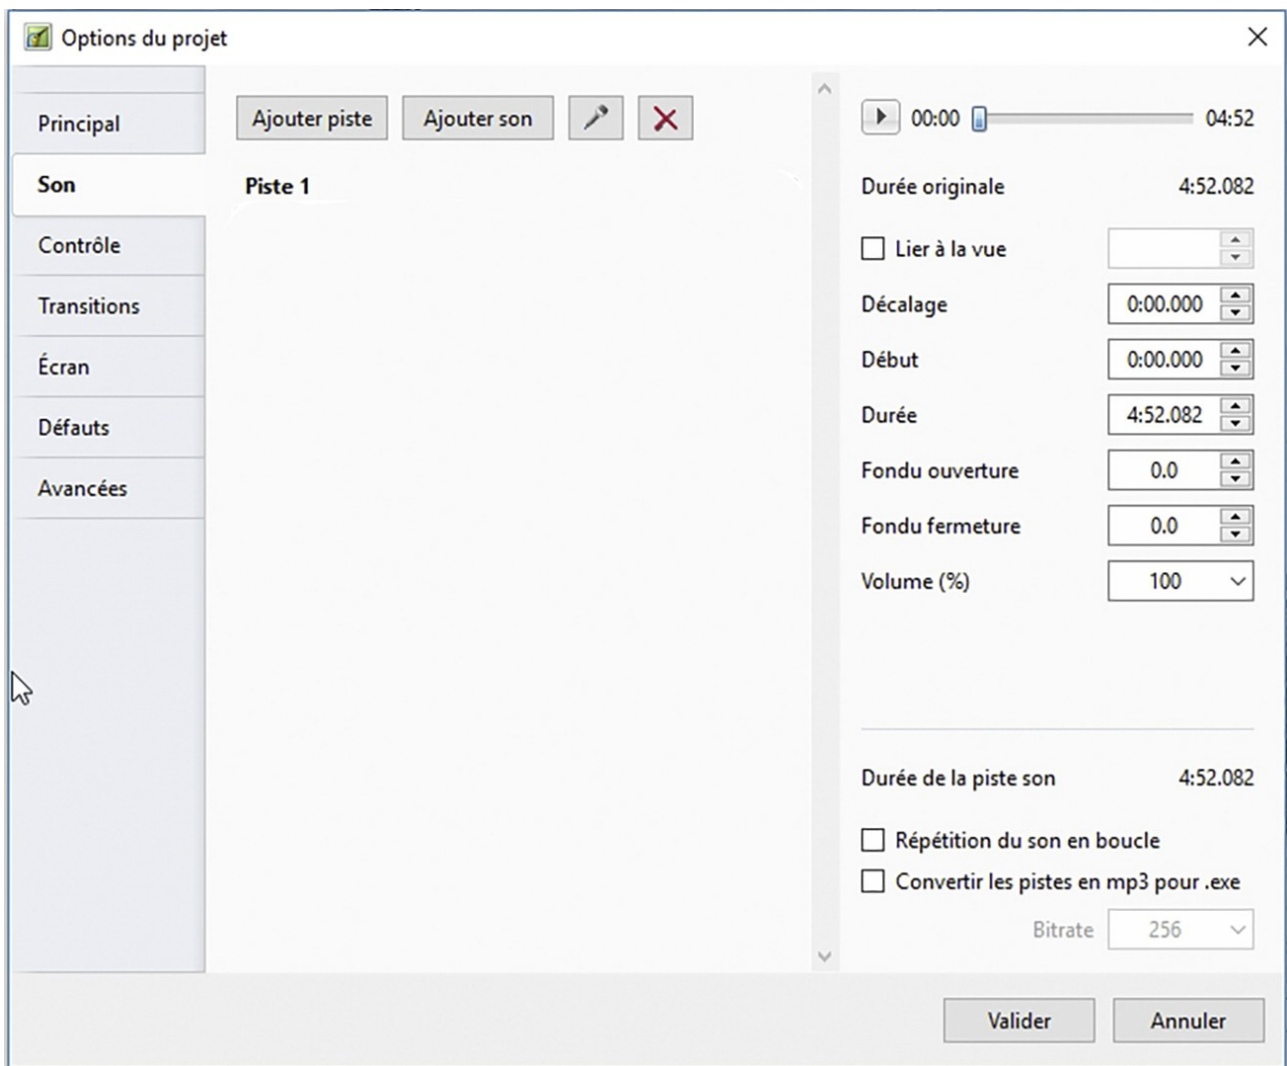 Options du projet
Principal
Son
Contrôle
Transitions
Écran
Défauts
Avancées
Ajouter piste Ajouter son
Piste 1
00:00 04:52
Durée originale 4:52.082
Lier à la vue
Décalage 0:00.000
Début 0:00.000
Durée 4:52.082
Fondu ouverture 0.0
Fondu fermeture 0.0
Volume (%) 100
Durée de la piste son 4:52.082
Répétition du son en boucle
Convertir les pistes en mp3 pour .exe
Bitrate 256
Valider Annuler